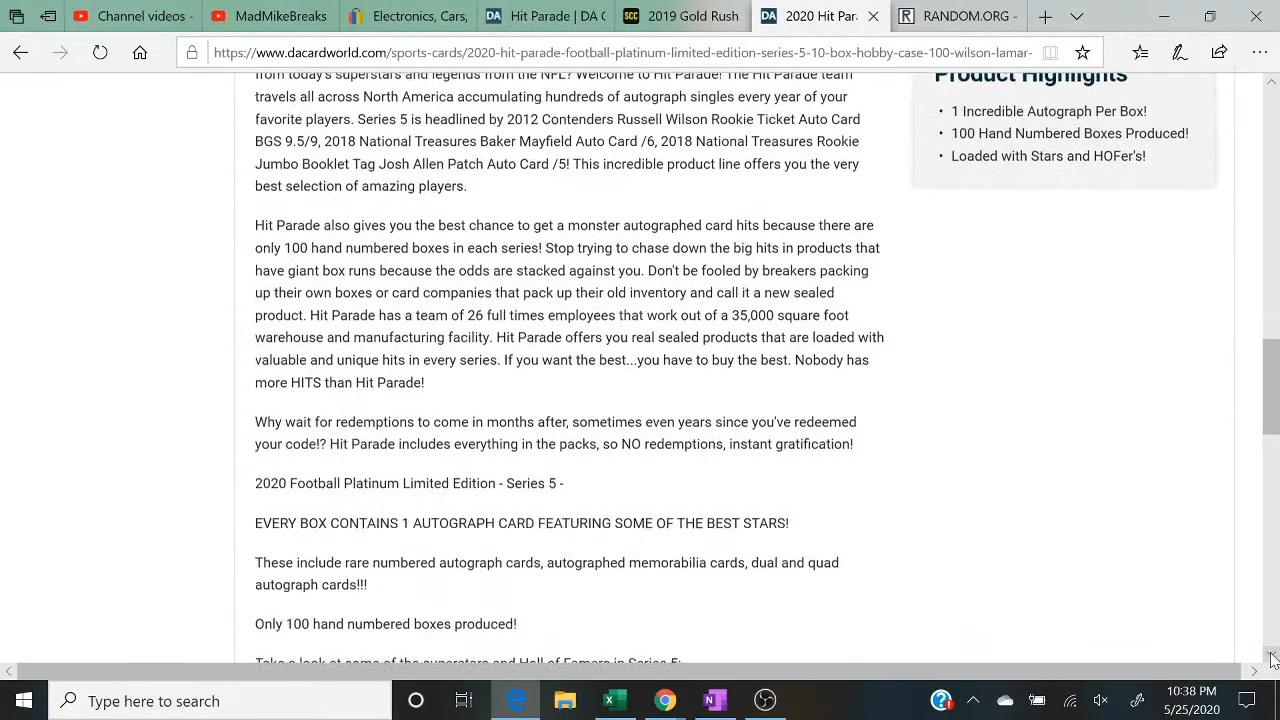 Channel videos -
MadMikeBreaks
Electronics, Cars,
DA Hit Parade | DA C
SCC 2019 Gold Rush
DA 2020 Hit Par
R RANDOM.ORG -
https://www.dacardworld.com/sports-cards/2020-hit-parade-football-platinum-limited-edition-series-5-10-box-hobby-case-100-wilson-lamar-
from today's superstars and legends from the NFL? Welcome to Hit Parade! The Hit Parade team
travels all across North America accumulating hundreds of autograph singles every year of your
favorite players. Series 5 is headlined by 2012 Contenders Russell Wilson Rookie Ticket Auto Card
BGS 9.5/9, 2018 National Treasures Baker Mayfield Auto Card /6, 2018 National Treasures Rookie
Jumbo Booklet Tag Josh Allen Patch Auto Card /5! This incredible product line offers you the very
best selection of amazing players.
Hit Parade also gives you the best chance to get a monster autographed card hits because there are
only 100 hand numbered boxes in each series! Stop trying to chase down the big hits in products that
have giant box runs because the odds are stacked against you. Don't be fooled by breakers packing
up their own boxes or card companies that pack up their old inventory and call it a new sealed
product. Hit Parade has a team of 26 full times employees that work out of a 35,000 square foot
warehouse and manufacturing facility. Hit Parade offers you real sealed products that are loaded with
valuable and unique hits in every series. If you want the best...you have to buy the best. Nobody has
more HITS than Hit Parade!
Why wait for redemptions to come in months after, sometimes even years since you've redeemed
your code!? Hit Parade includes everything in the packs, so NO redemptions, instant gratification!
2020 Football Platinum Limited Edition - Series 5 -
EVERY BOX CONTAINS 1 AUTOGRAPH CARD FEATURING SOME OF THE BEST STARS!
These include rare numbered autograph cards, autographed memorabilia cards, dual and quad
autograph cards!!!
Only 100 hand numbered boxes produced!
Take a look at some of the superstars and Hall of Famers in Series 5:
Product Highlights
• 1 Incredible Autograph Per Box!
• 100 Hand Numbered Boxes Produced!
• Loaded with Stars and HOFer's!
Type here to search
10:38 PM
5/25/2020